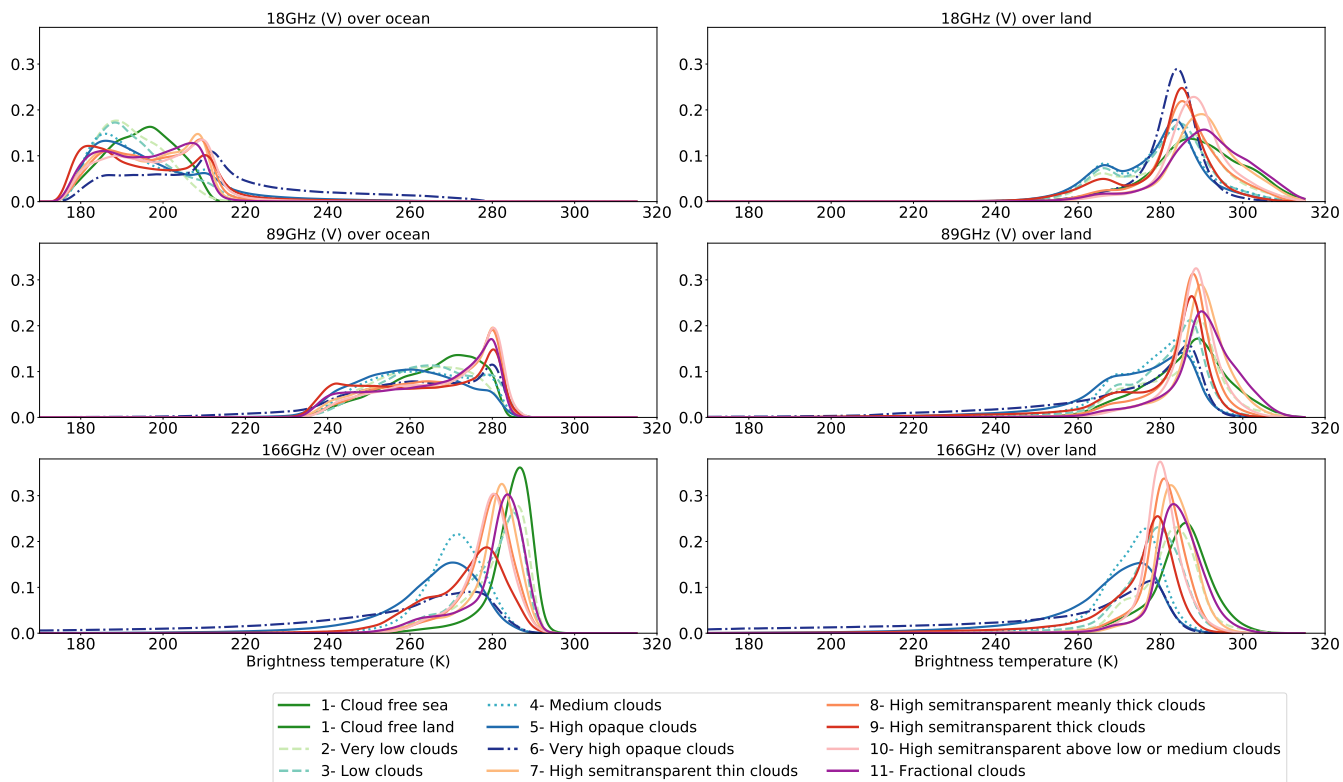 18GHz (V) over ocean
0.3
0.2
0.1
0.0
180 200 220 240 260 280 300 320
18GHz (V) over land
0.3
0.2
0.1
0.0
180 200 220 240 260 280 300 320
89GHz (V) over ocean
0.3
0.2
0.1
0.0
180 200 220 240 260 280 300 320
89GHz (V) over land
0.3
0.2
0.1
0.0
180 200 220 240 260 280 300 320
166GHz (V) over ocean
0.3
0.2
0.1
0.0
180 200 220 240 260 280 300 320
Brightness temperature (K)
166GHz (V) over land
0.3
0.2
0.1
0.0
180 200 220 240 260 280 300 320
Brightness temperature (K)
1- Cloud free sea
1- Cloud free land
2- Very low clouds
3- Low clouds
4- Medium clouds
5- High opaque clouds
6- Very high opaque clouds
7- High semitransparent thin clouds
8- High semitransparent meanly thick clouds
9- High semitransparent thick clouds
10- High semitransparent above low or medium clouds
11- Fractional clouds